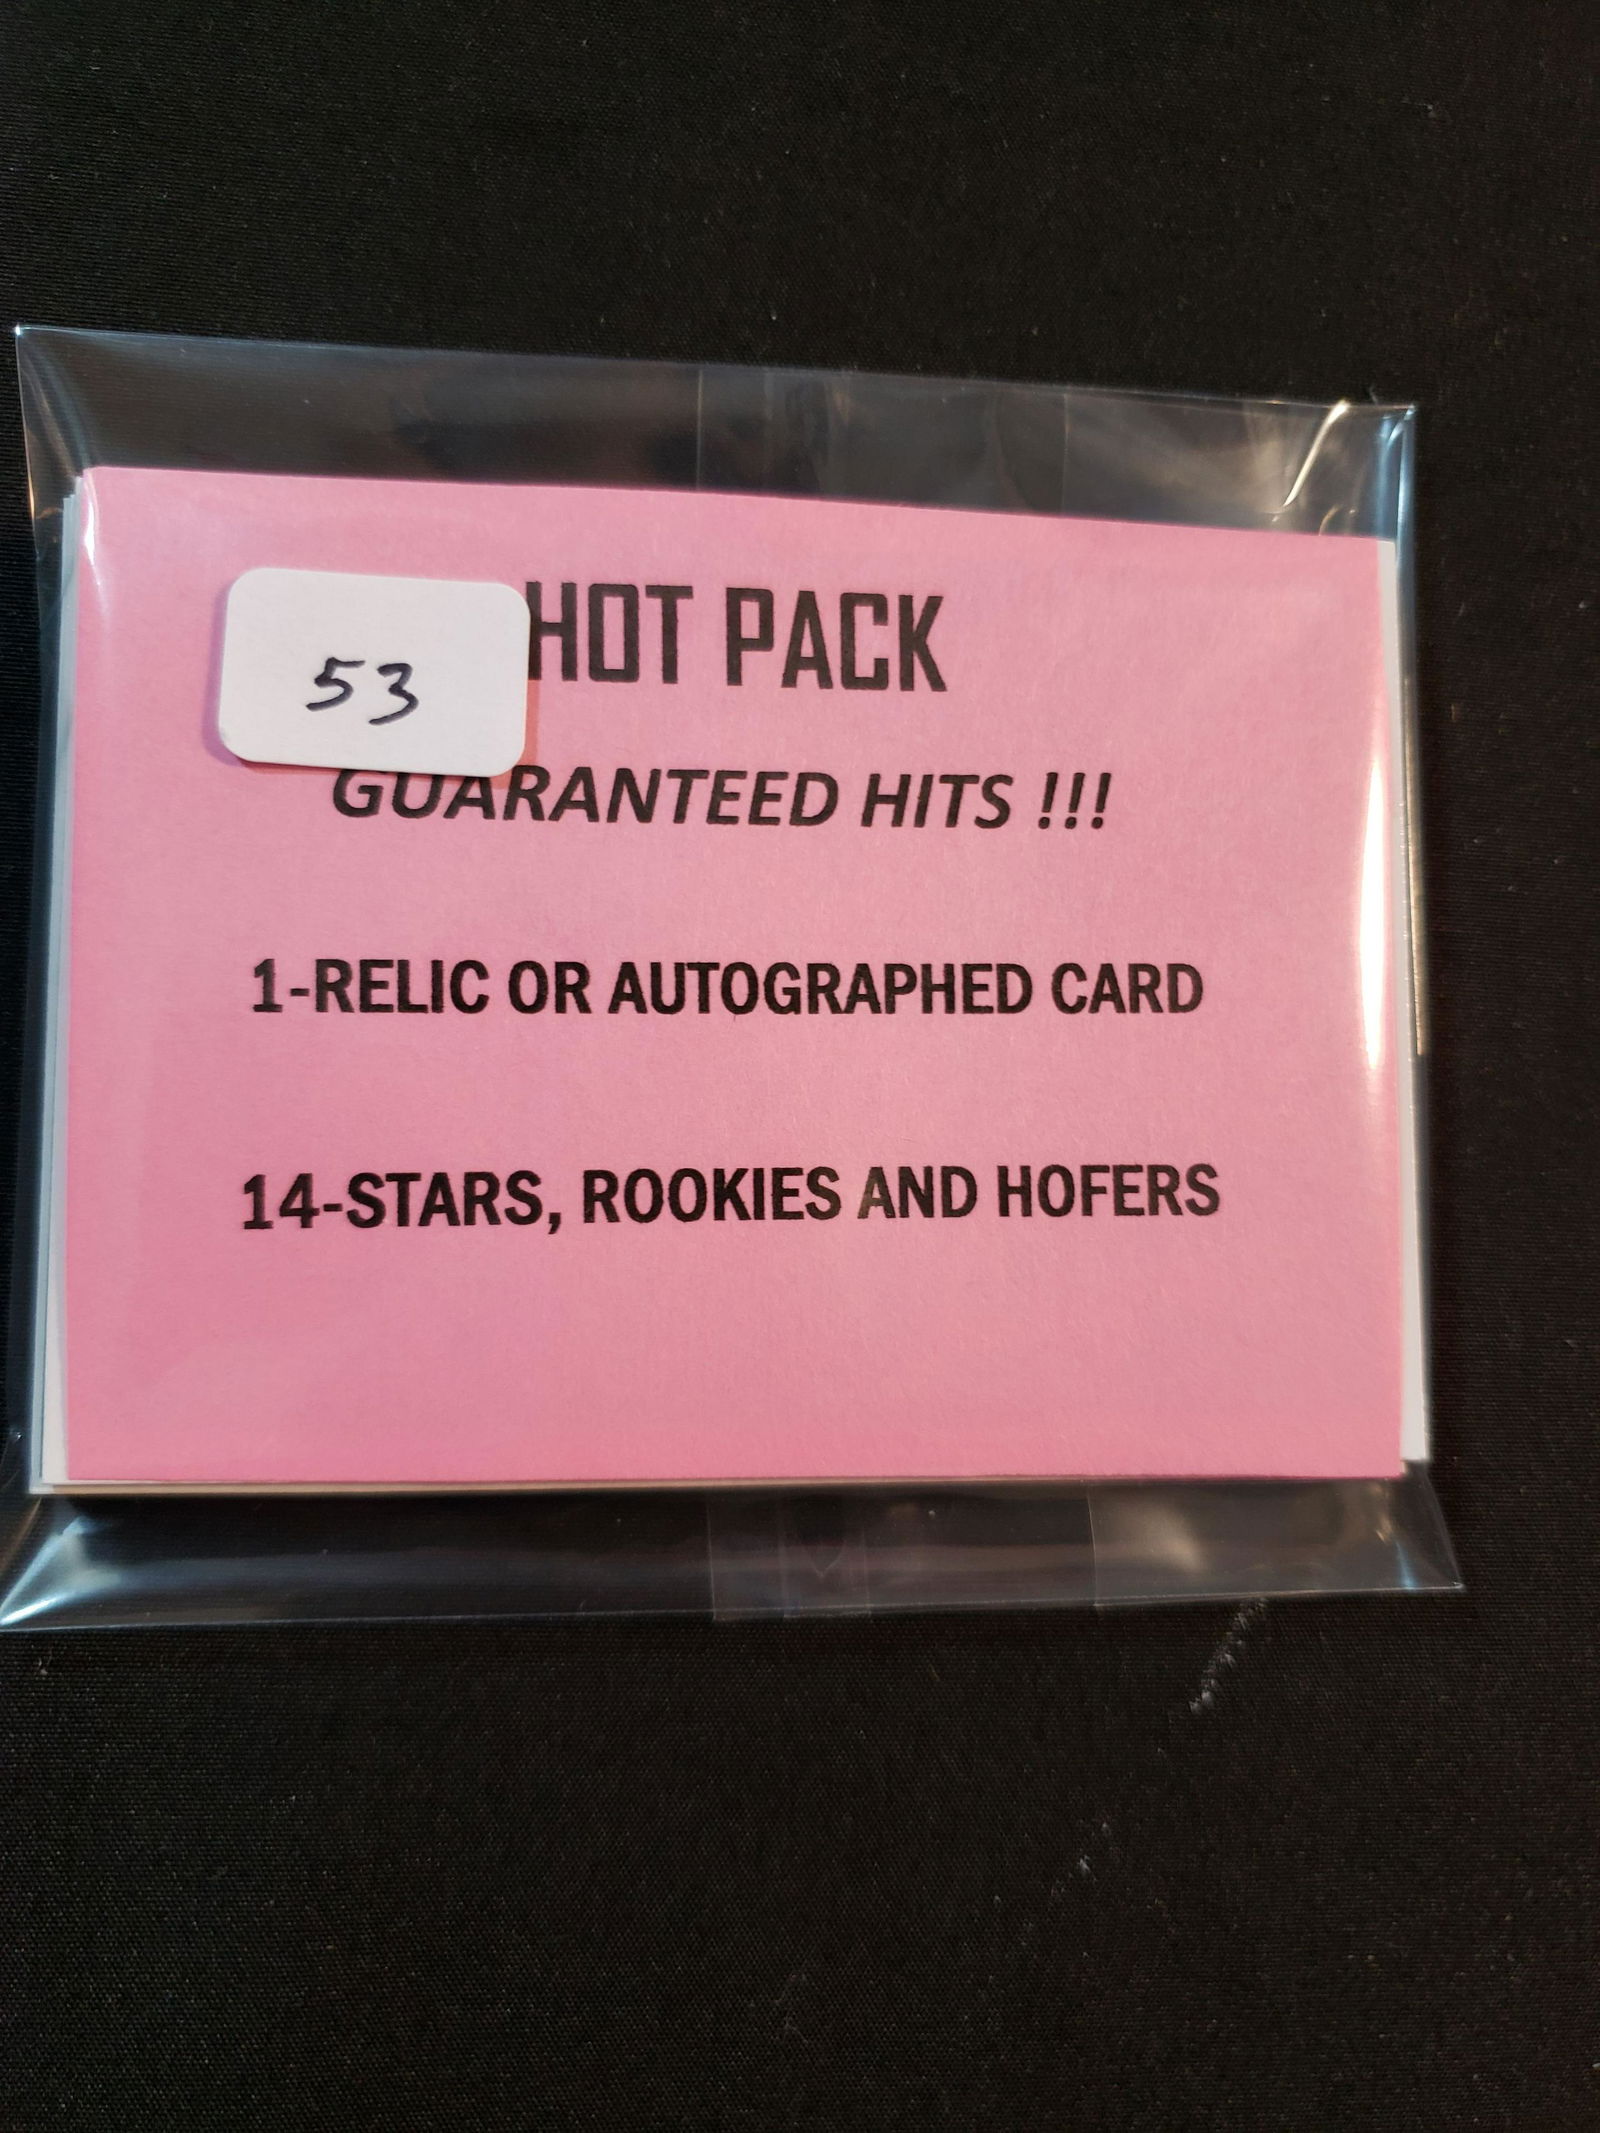 HOT PACK
53
GUARANTEED HITS !!!
1-RELIC OR AUTOGRAPHED CARD
14-STARS, ROOKIES AND HOFERS